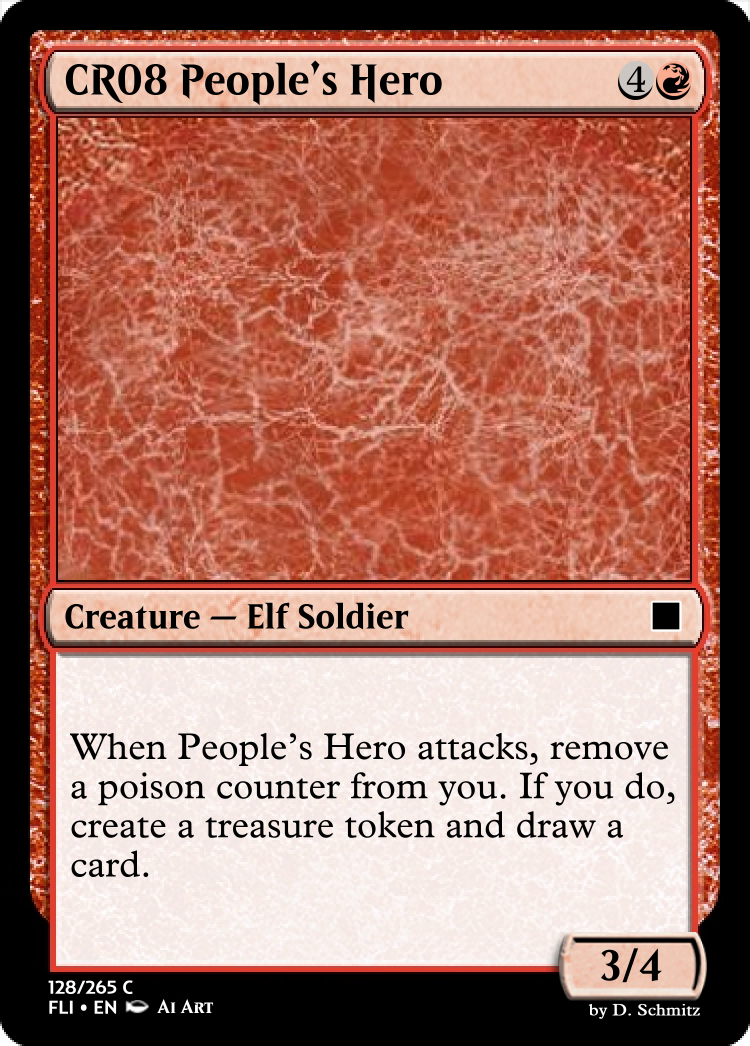 CR08 People's Hero 4
Creature — Elf Soldier
When People's Hero attacks, remove
a poison counter from you. If you do,
create a treasure token and draw a
card.
3/4
128/265 C
FLI • EN AI ART
by D. Schmitz